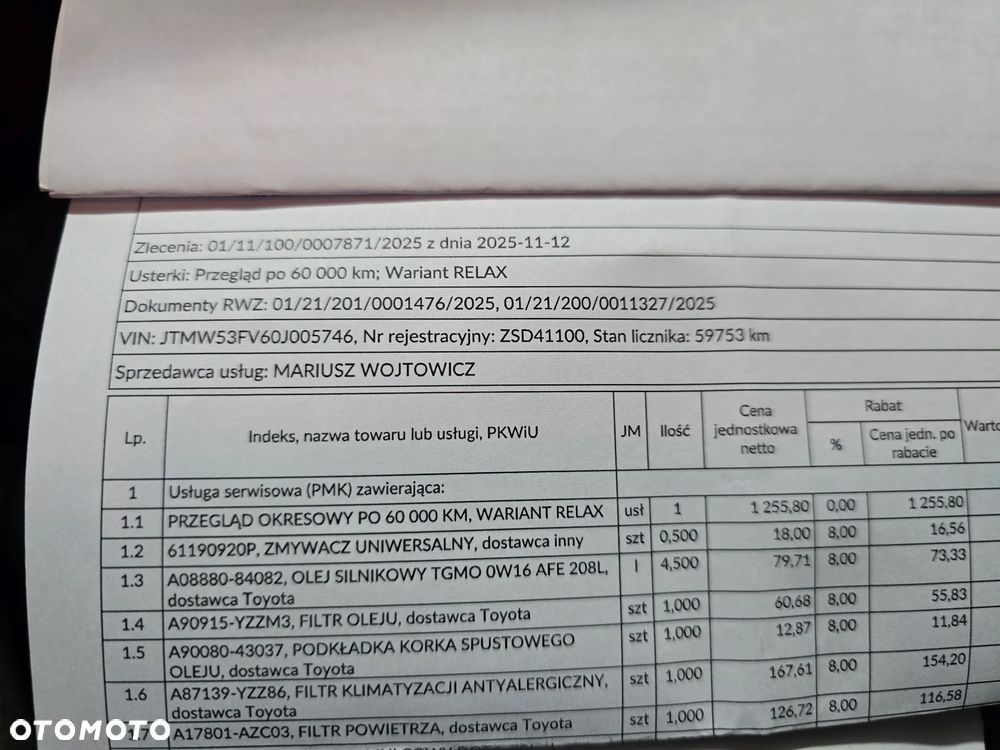 Zlecenia: 01/11/100/0007871/2025 z dnia 2025-11-12
Usterki: Przegląd po 60 000 km; Wariant RELAX
Dokumenty RWZ: 01/21/201/0001476/2025, 01/21/200/0011327/2025
VIN: JTMW53FV60J005746, Nr rejestracyjny: ZSD41100, Stan licznika: 59753 km
Sprzedawca usług: MARIUSZ WOJTOWICZ
Lp. Indeks, nazwa towaru lub usługi, PKWiU JM Ilość Cena jednostkowa netto Rabat
% Cena jedn. po rabacie
1 Usługa serwisowa (PMK) zawierająca:
1.1 PRZEGLĄD OKRESOWY PO 60 000 KM, WARIANT RELAX usł 1 1 255,80 0,00 1 255,80
1.2 61190920P, ZMYWACZ UNIWERSALNY, dostawca inny szt 0,500 18,00 8,00 16,56
1.3 A08880-84082, OLEJ SILNIKOWY TGMO 0W16 AFE 208L, l 4,500 79,71 8,00 73,33
dostawca Toyota
1.4 A90915-YZZM3, FILTR OLEJU, dostawca Toyota szt 1,000 60,68 8,00 55,83
1.5 A90080-43037, PODKŁADKA KORKA SPUSTOWEGO szt 1,000 12,87 8,00 11,84
OLEJU, dostawca Toyota
1.6 A87139-YZZ86, FILTR KLIMATYZACJI ANTYALERGICZNY, szt 1,000 167,61 8,00 154,20
dostawca Toyota
1.7 A17801-AZC03, FILTR POWIETRZA, dostawca Toyota szt 1,000 126,72 8,00 116,58
OTOMOTO